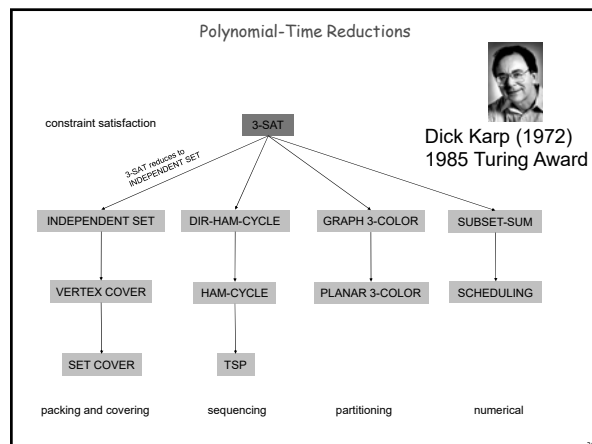 Polynomial-Time Reductions
constraint satisfaction
3-SAT
Dick Karp (1972)
1985 Turing Award
3-SAT reduces to
INDEPENDENT SET
INDEPENDENT SET
DIR-HAM-CYCLE
GRAPH 3-COLOR
SUBSET-SUM
VERTEX COVER
HAM-CYCLE
PLANAR 3-COLOR
SCHEDULING
SET COVER
TSP
packing and covering
sequencing
partitioning
numerical